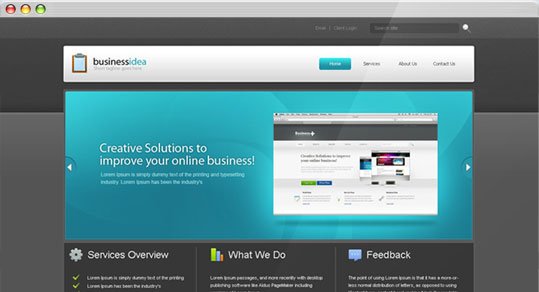 Client Login
Search site
businessidea
Home
Services
About Us
Contact Us
Creative Solutions to
improve your online business!
Lorem Ipsum is simply dummy text of the printing and typesetting
industry. Lorem Ipsum has been the industry's
Business
Creative Solutions to improve
your online business!
Services Overview
Lorem Ipsum is simply dummy text of the printing
Lorem Ipsum has been the industry's
What We Do
Lorem Ipsum passages, and more recently with desktop
publishing software like Aldus PageMaker including
Feedback
The point of using Lorem Ipsum is that it has a more-or-
less normal distribution of letters, as opposed to using